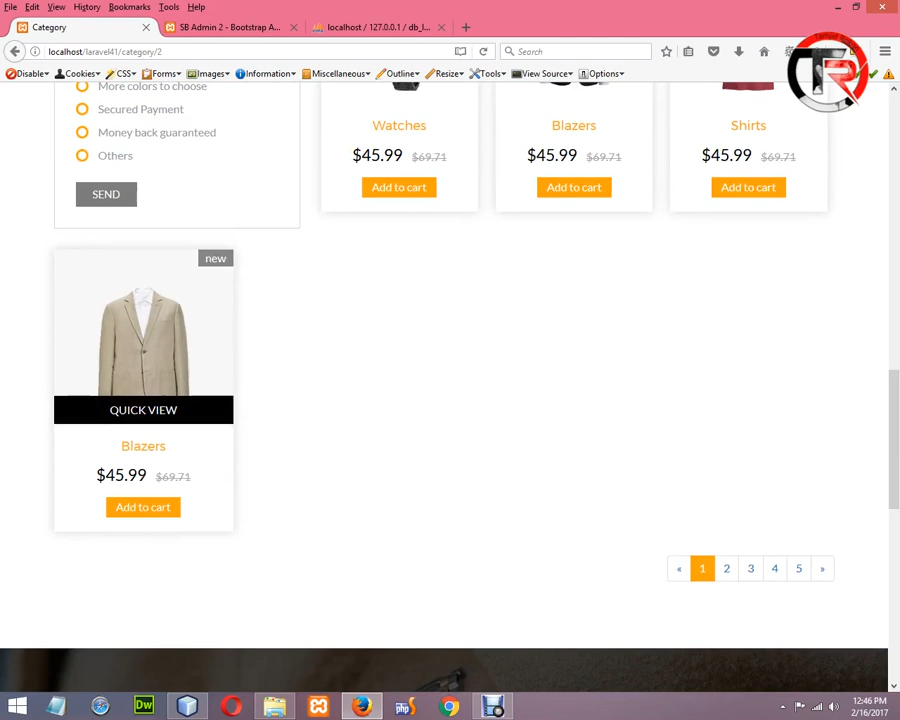 File Edit View History Bookmarks Tools Help
Category
SB Admin 2 - Bootstrap A...
localhost / 127.0.0.1 / db_l...
localhost/laravel41/category/2
Search
Disable Cookies CSS Forms Images Information Miscellaneous Outline Resize Tools View Source Options
More colors to choose
Secured Payment
Money back guaranteed
Others
SEND
Watches
$45.99 $69.71
Add to cart
Blazers
$45.99 $69.71
Add to cart
Shirts
$45.99 $69.71
Add to cart
new
QUICK VIEW
Blazers
$45.99 $69.71
Add to cart
« 1 2 3 4 5 »
Dw
php
12:46 PM
2/16/2017